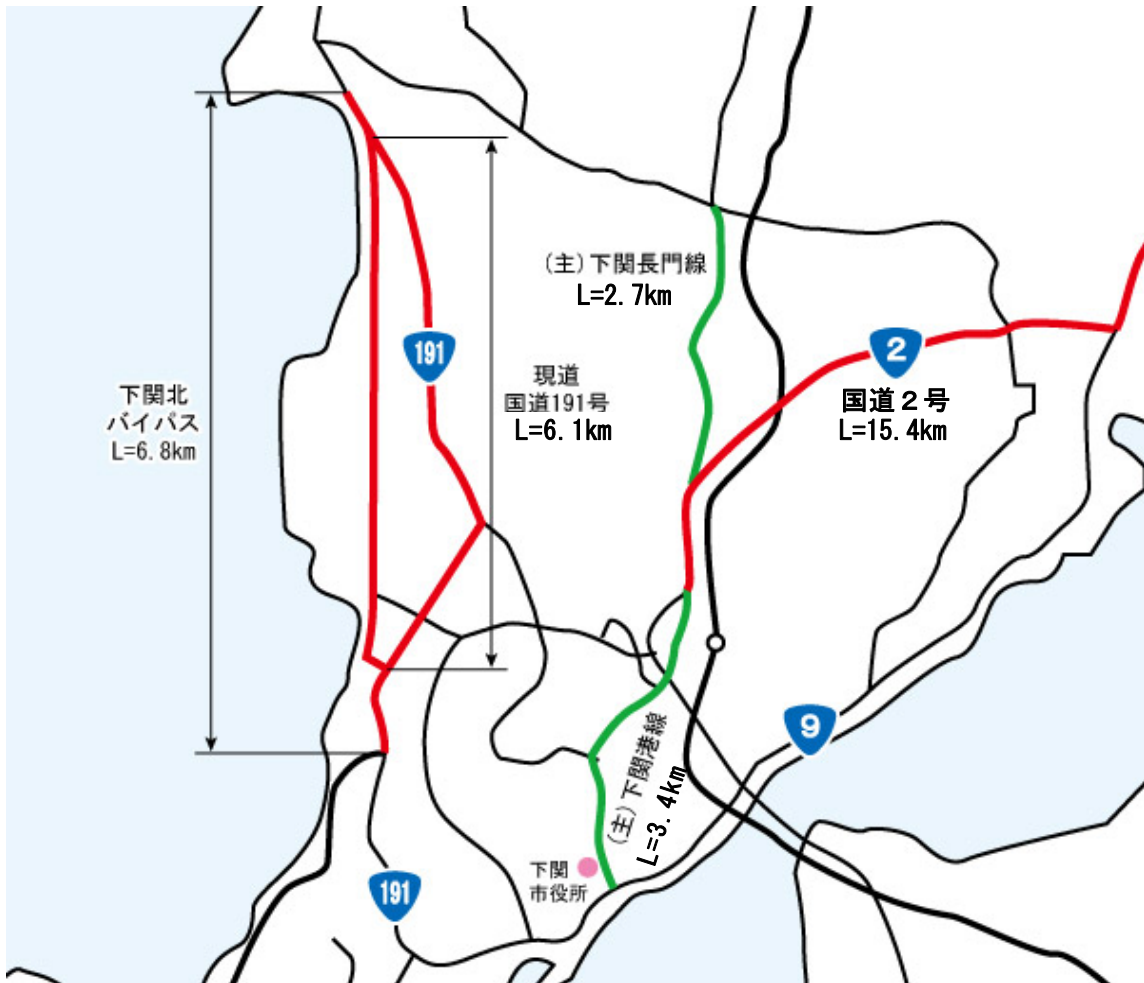 (主)下関長門線
L=2.7km
191
2
下関北
バイパス
L=6.8km
現道
国道191号
L=6.1km
国道2号
L=15.4km
9
(主)下関港線
L=3.4km
下関
市役所
191